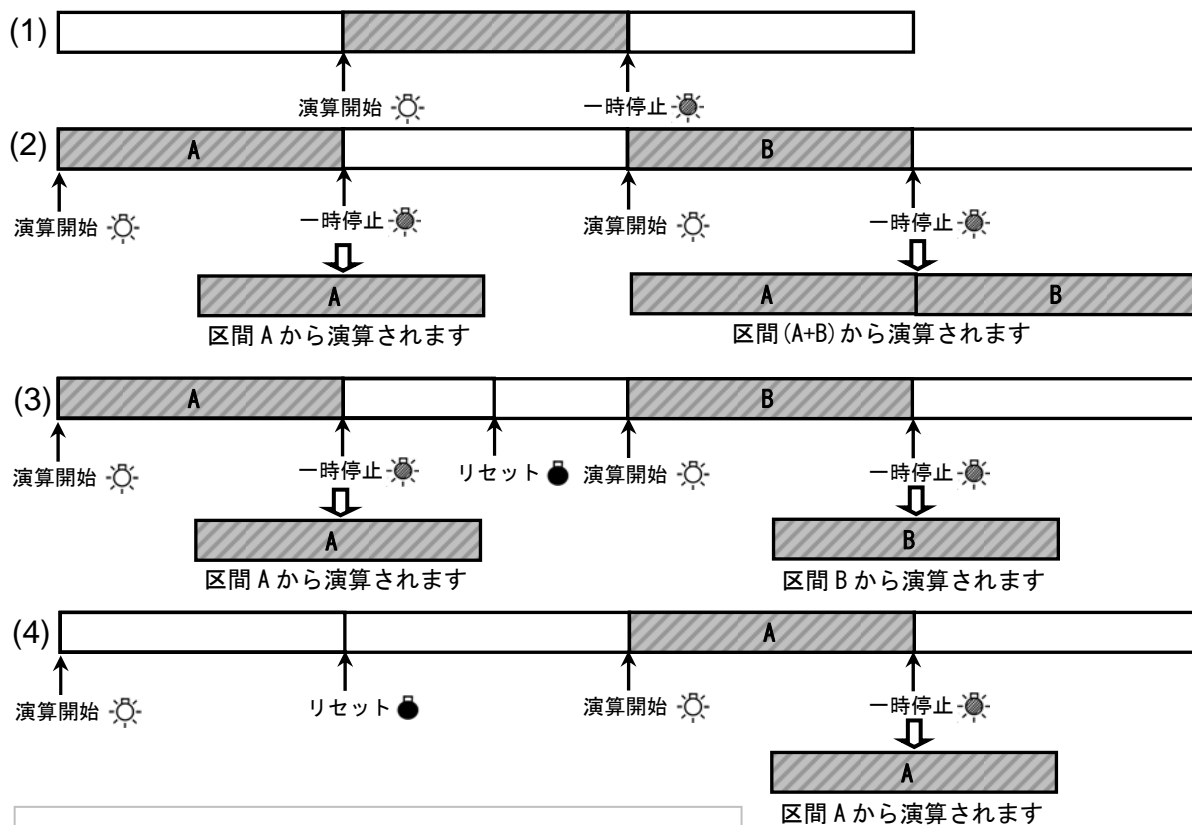 (1)
演算開始
一時停止
(2)
A
B
演算開始
一時停止
演算開始
一時停止
A
A
B
区間 A から演算されます
区間(A+B)から演算されます
(3)
A
B
演算開始
一時停止
リセット
演算開始
一時停止
A
B
区間 A から演算されます
区間 B から演算されます
(4)
A
演算開始
リセット
演算開始
一時停止
A
区間 A から演算されます